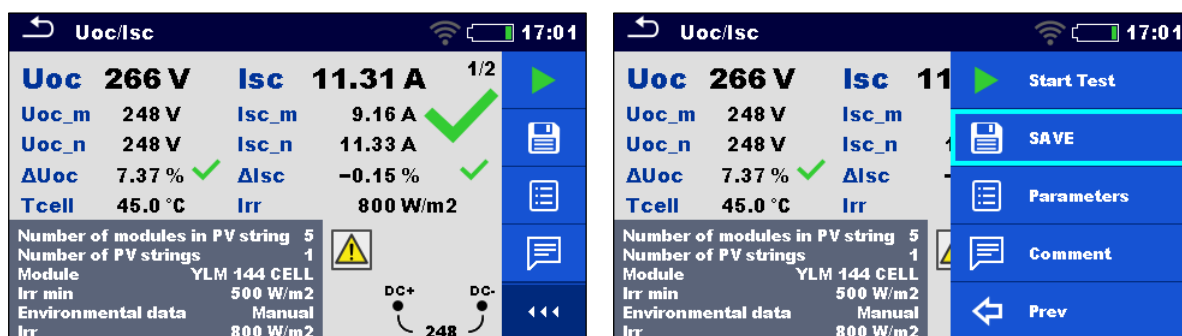 Uoc/Isc 17:01
Uoc 266 V Isc 11.31 A 1/2
Uoc_m 248 V Isc_m 9.16 A
Uoc_n 248 V Isc_n 11.33 A
ΔUoc 7.37 % ΔIsc -0.15 %
Tcell 45.0 °C Irr 800 W/m2
Number of modules in PV string 5
Number of PV strings 1
Module YLM 144 CELL
Irr min 500 W/m2
Environmental data Manual
Irr 800 W/m2
DC+ DC-
248
Uoc/Isc 17:01
Uoc 266 V Isc 11
Uoc_m 248 V Isc_m
Uoc_n 248 V Isc_n
ΔUoc 7.37 % ΔIsc
Tcell 45.0 °C Irr
Number of modules in PV string 5
Number of PV strings 1
Module YLM 144 CELL
Irr min 500 W/m2
Environmental data Manual
Irr 800 W/m2
Start Test
SAVE
Parameters
Comment
Prev